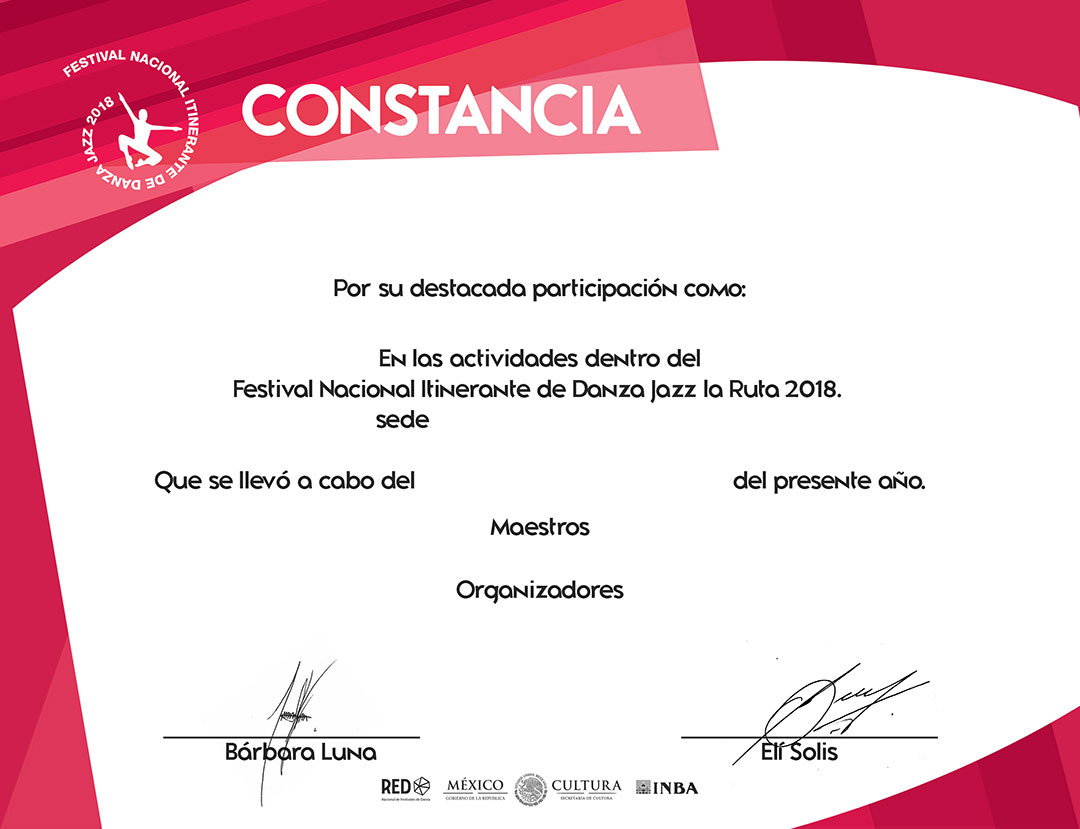 FESTIVAL NACIONAL ITINERANTE DE DANZA JAZZ 2018
CONSTANCIA
Por su destacada participación como:
En las actividades dentro del
Festival Nacional Itinerante de Danza Jazz la Ruta 2018.
sede
Que se llevó a cabo del del presente año.
Maestros
Organizadores
Bárbara Luna Elí Solis
RED MÉXICO CULTURA INBA
Nacional de Festivales de Danza GOBIERNO DE LA REPÚBLICA SECRETARÍA DE CULTURA